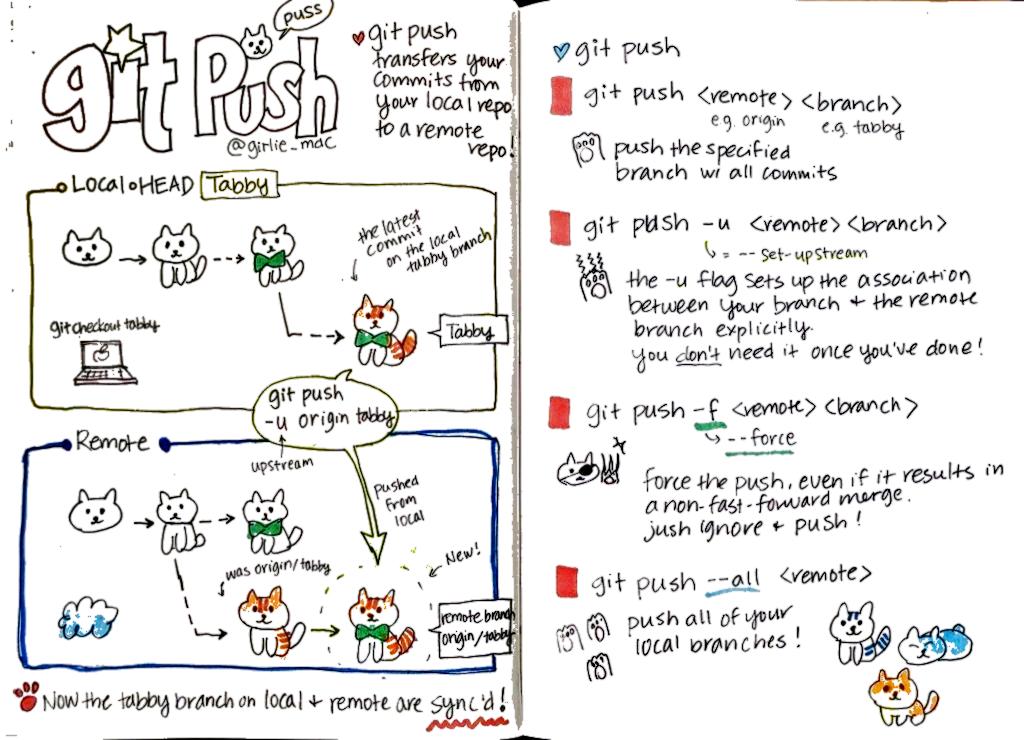 git Push
puss
@girlie_mac
git push
transfers your
commits from
your local repo
to a remote
repo!
Local HEAD Tabby
the latest
commit
on the local
tabby branch
git checkout tabby
Tabby
git push
-u origin tabby
upstream
Remote
pushed
from
local
was origin/tabby
New!
remote branch
origin/tabby
Now the tabby branch on local + remote are sync'd!
git push
git push <remote> <branch>
e.g. origin e.g. tabby
push the specified
branch w/ all commits
git push -u <remote> <branch>
= --set-upstream
the -u flag sets up the association
between your branch + the remote
branch explicitly.
you don't need it once you've done!
git push -f <remote> <branch>
--force
force the push, even if it results in
a non-fast-forward merge.
just ignore + push!
git push --all <remote>
push all of your
local branches!